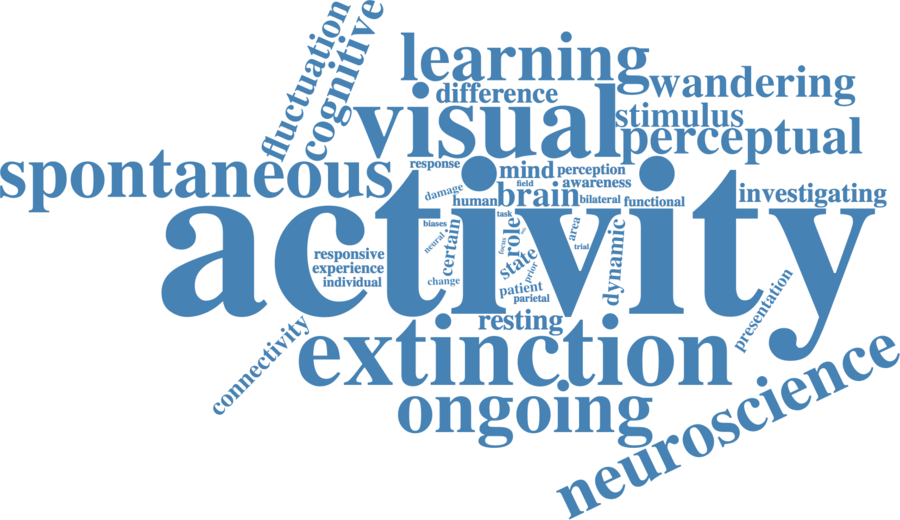 fluctuation
cognitive
learning
wandering
difference
visual
stimulus
perceptual
spontaneous
response
mind
perception
field
awareness
damage
human
brain
bilateral
functional
investigating
activity
task
biases
neural
certain
focus
role
area
trial
dynamic
responsive
experience
individual
state
prior
change
patient
parietal
resting
presentation
connectivity
extinction
ongoing
neuroscience